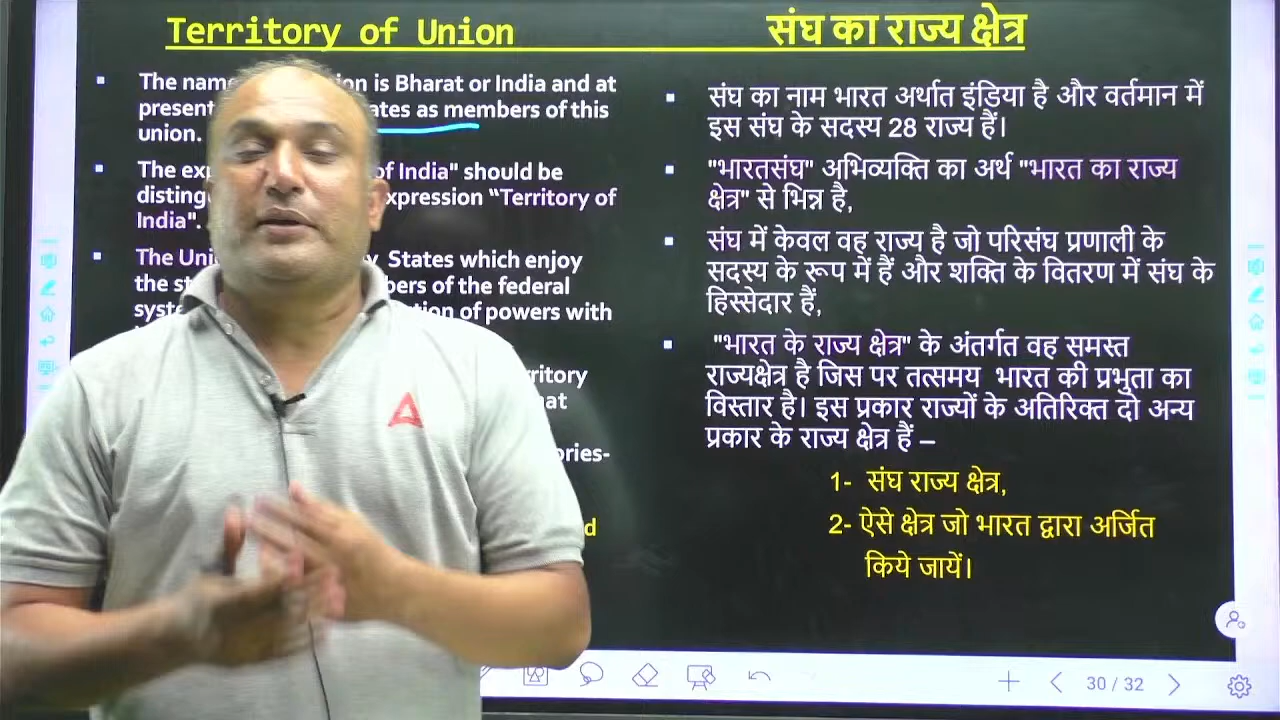 Territory of Union
The name ion is Bharat or India and at
present ates as members of this
union.
The exp of India" should be
disting xpression “Territory of
India".
The Uni y States which enjoy
the st bers of the federal
syste tion of powers with
ritory
hat
ories-
d
संघ का राज्य क्षेत्र
संघ का नाम भारत अर्थात इंडिया है और वर्तमान में
इस संघ के सदस्य 28 राज्य हैं।
"भारतसंघ" अभिव्यक्ति का अर्थ "भारत का राज्य
क्षेत्र" से भिन्न है,
संघ में केवल वह राज्य है जो परिसंघ प्रणाली के
सदस्य के रूप में हैं और शक्ति के वितरण में संघ के
हिस्सेदार हैं,
"भारत के राज्य क्षेत्र" के अंतर्गत वह समस्त
राज्यक्षेत्र है जिस पर तत्समय भारत की प्रभुता का
विस्तार है। इस प्रकार राज्यों के अतिरिक्त दो अन्य
प्रकार के राज्य क्षेत्र हैं –
1- संघ राज्य क्षेत्र,
2- ऐसे क्षेत्र जो भारत द्वारा अर्जित
किये जायें।
30 / 32